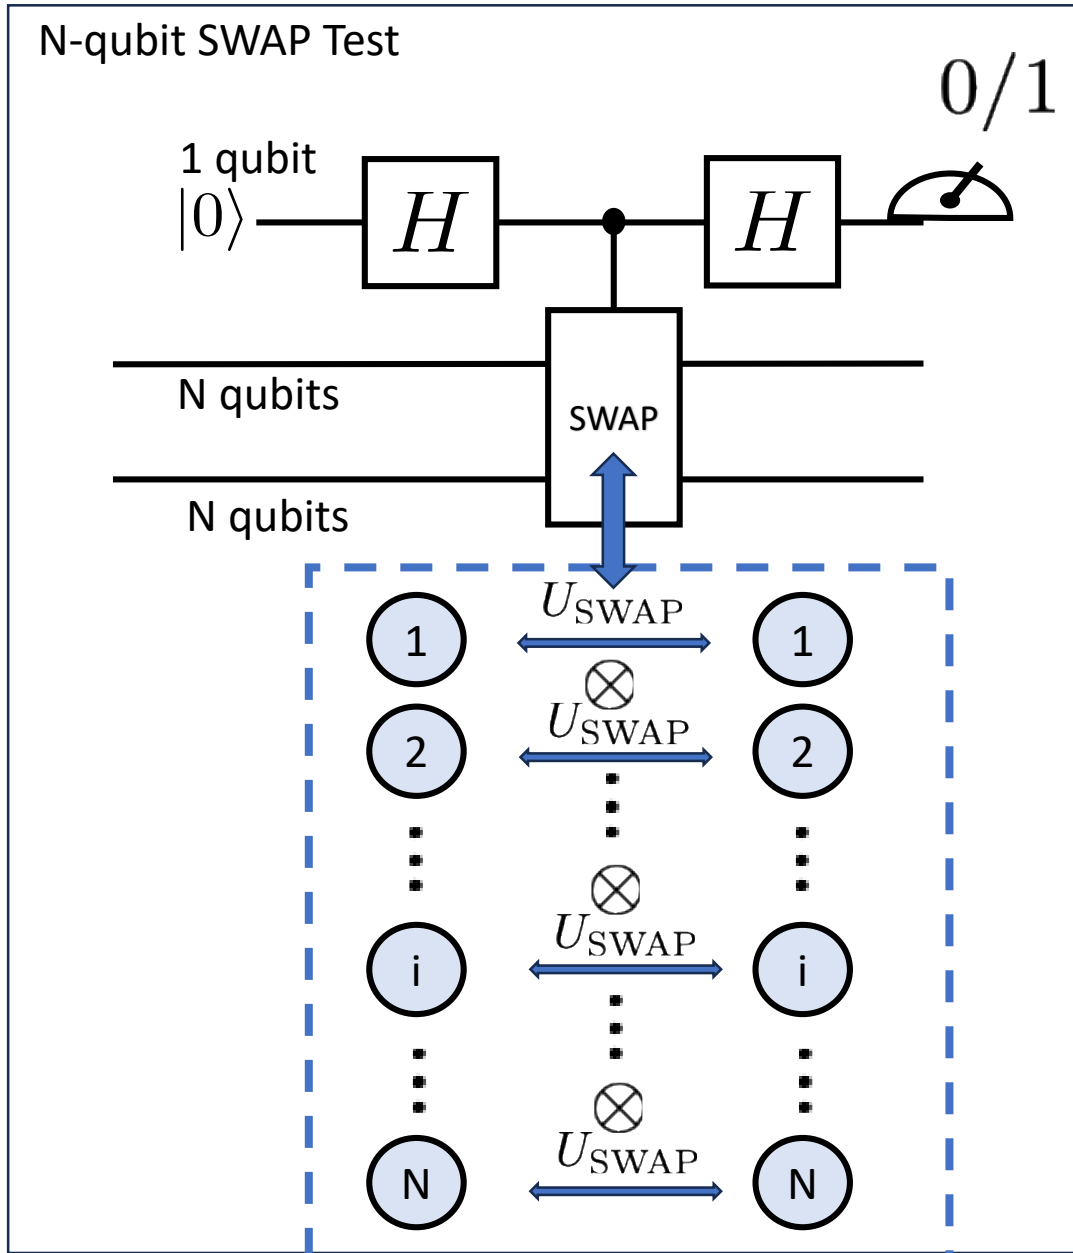 N-qubit SWAP Test
0/1
1 qubit
|0⟩
H
H
N qubits
SWAP
N qubits
U_SWAP
1
1
⊗
U_SWAP
2
2
⊗
U_SWAP
i
i
⊗
U_SWAP
N
N